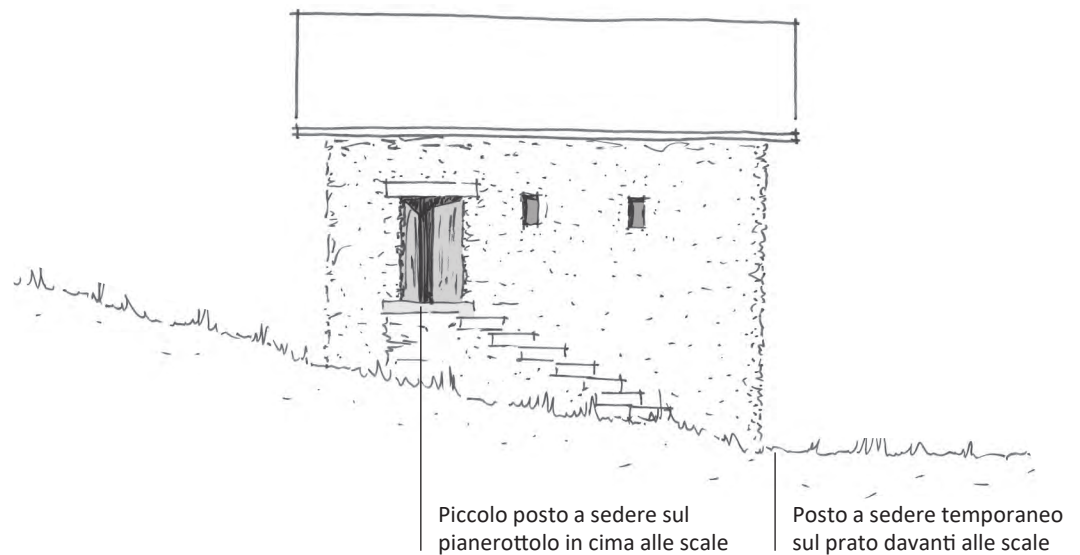 Piccolo posto a sedere sul
pianerottolo in cima alle scale
Posto a sedere temporaneo
sul prato davanti alle scale